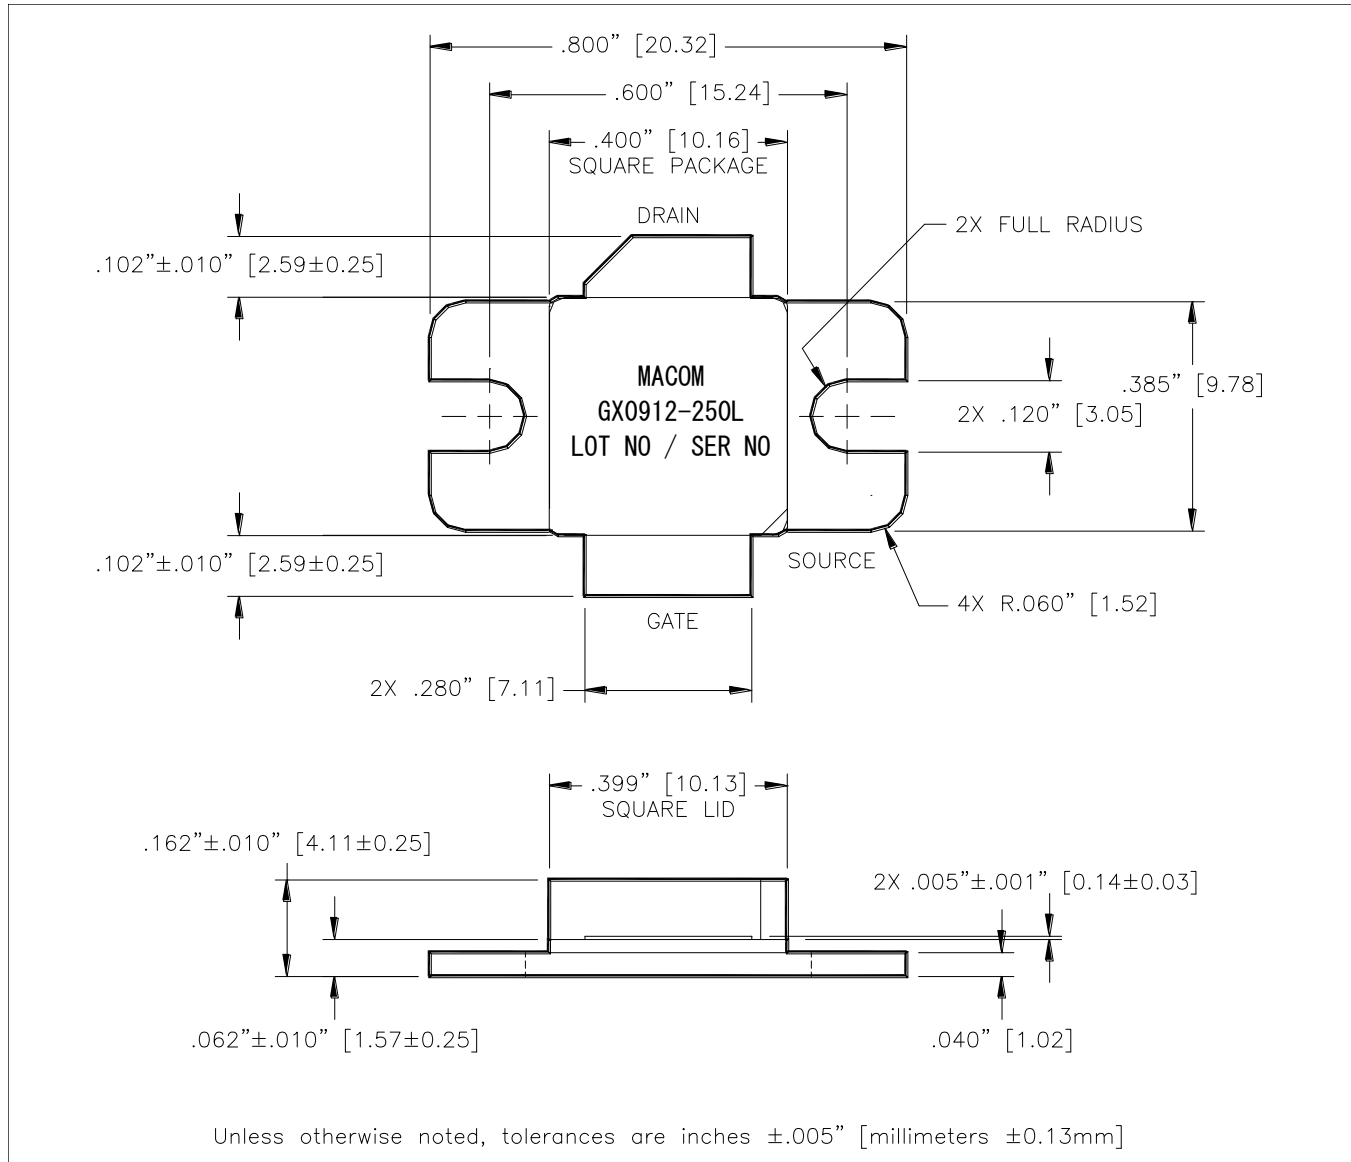 .800” [20.32]
.600” [15.24]
.400” [10.16]
SQUARE PACKAGE
DRAIN
2X FULL RADIUS
.102”±.010” [2.59±0.25]
MACOM
GX0912-250L
LOT NO / SER NO
.385” [9.78]
2X .120” [3.05]
.102”±.010” [2.59±0.25]
SOURCE
4X R.060” [1.52]
GATE
2X .280” [7.11]
.399” [10.13]
SQUARE LID
.162”±.010” [4.11±0.25]
2X .005”±.001” [0.14±0.03]
.062”±.010” [1.57±0.25]
.040” [1.02]
Unless otherwise noted, tolerances are inches ±.005” [millimeters ±0.13mm]